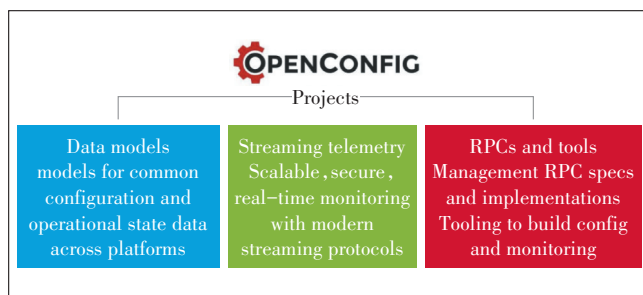 OPENCONFIG
Projects
Data models
models for common
configuration and
operational state data
across platforms
Streaming telemetry
Scalable,secure,
real-time monitoring
with modern
streaming protocols
RPCs and tools
Management RPC specs
and implementations
Tooling to build config
and monitoring